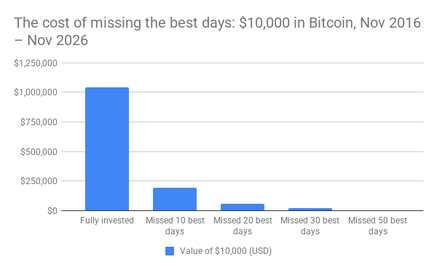 The cost of missing the best days: $10,000 in Bitcoin, Nov 2016
– Nov 2026
$1,250,000
$1,000,000
$750,000
$500,000
$250,000
$0
Fully invested
Missed 10 best
days
Missed 20 best
days
Missed 30 best
days
Missed 50 best
days
Value of $10,000 (USD)